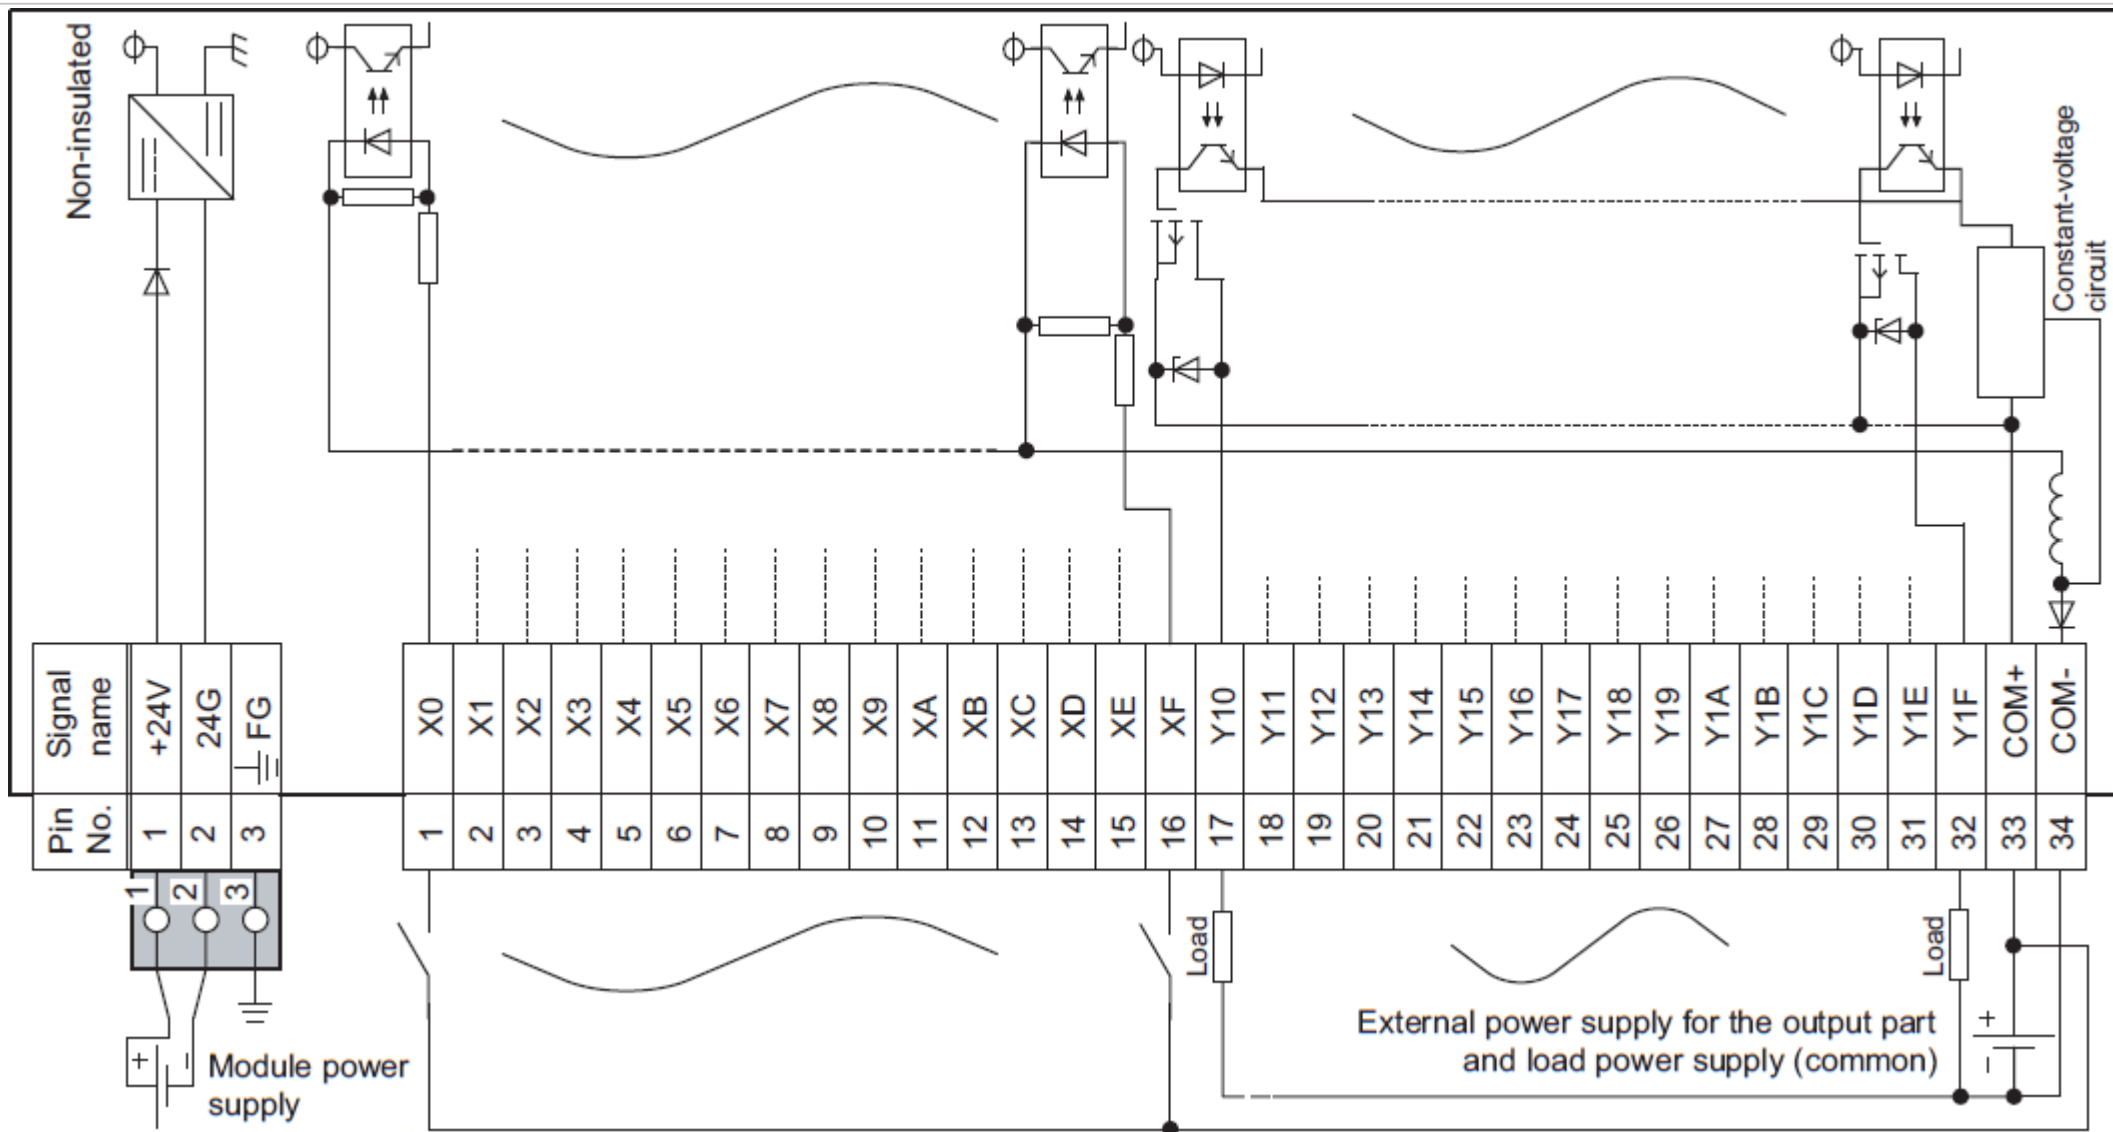 Non-insulated
Constant-voltage
circuit
Signal
name
+24V
24G
FG
X0
X1
X2
X3
X4
X5
X6
X7
X8
X9
XA
XB
XC
XD
XE
XF
Y10
Y11
Y12
Y13
Y14
Y15
Y16
Y17
Y18
Y19
Y1A
Y1B
Y1C
Y1D
Y1E
Y1F
COM+
COM-
Pin
No.
1
2
3
1
2
3
4
5
6
7
8
9
10
11
12
13
14
15
16
17
18
19
20
21
22
23
24
25
26
27
28
29
30
31
32
33
34
1
2
3
Load
Load
External power supply for the output part
and load power supply (common)
+
-
+
-
Module power
supply